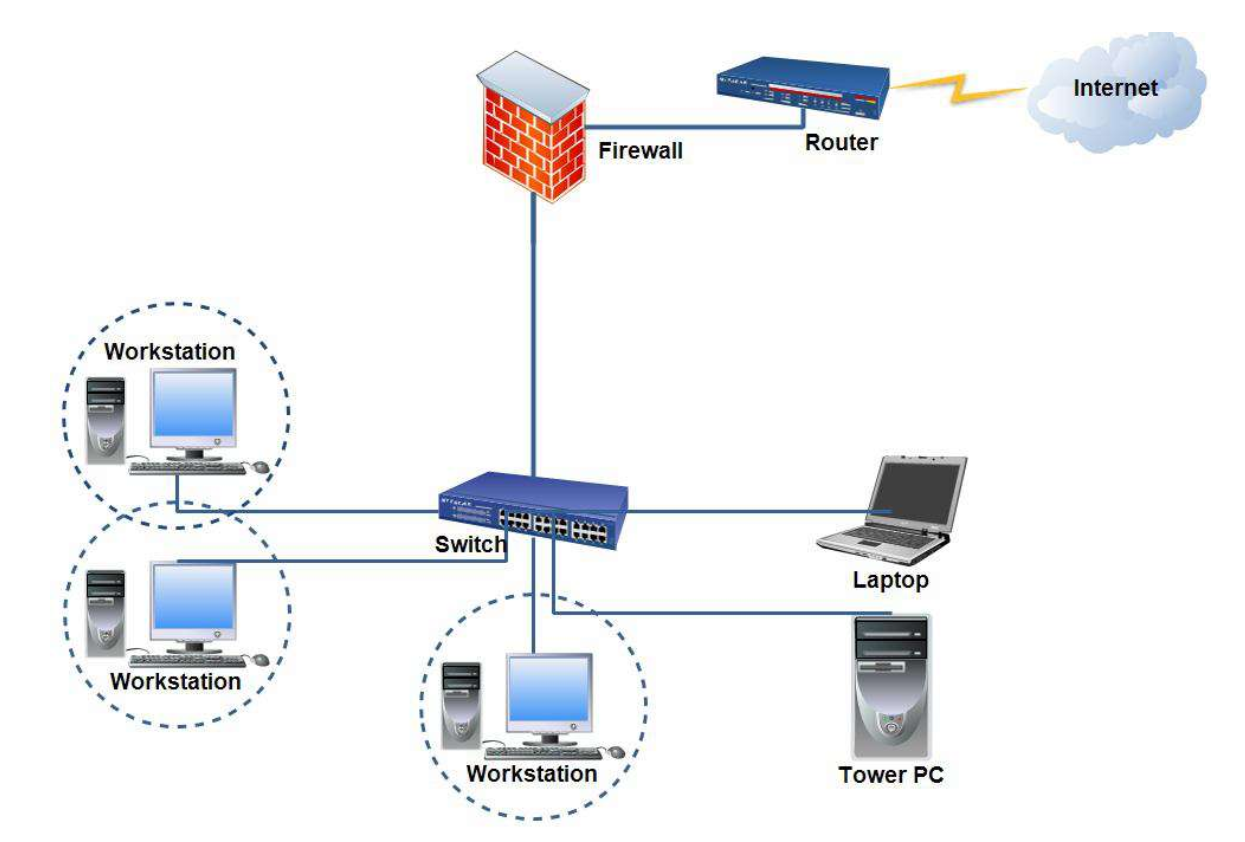 Internet
Router
Firewall
Workstation
Switch
Laptop
Workstation
Workstation
Tower PC